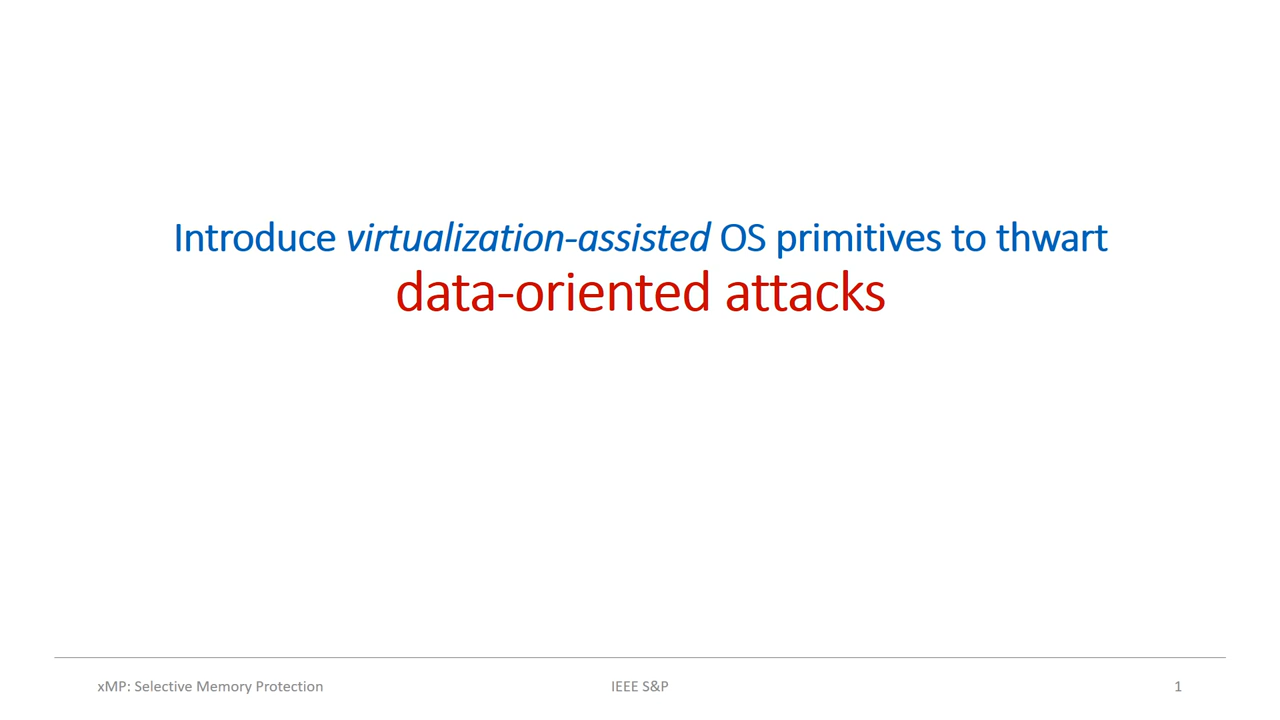 Introduce virtualization-assisted OS primitives to thwart
data-oriented attacks
xMP: Selective Memory Protection
IEEE S&P
1